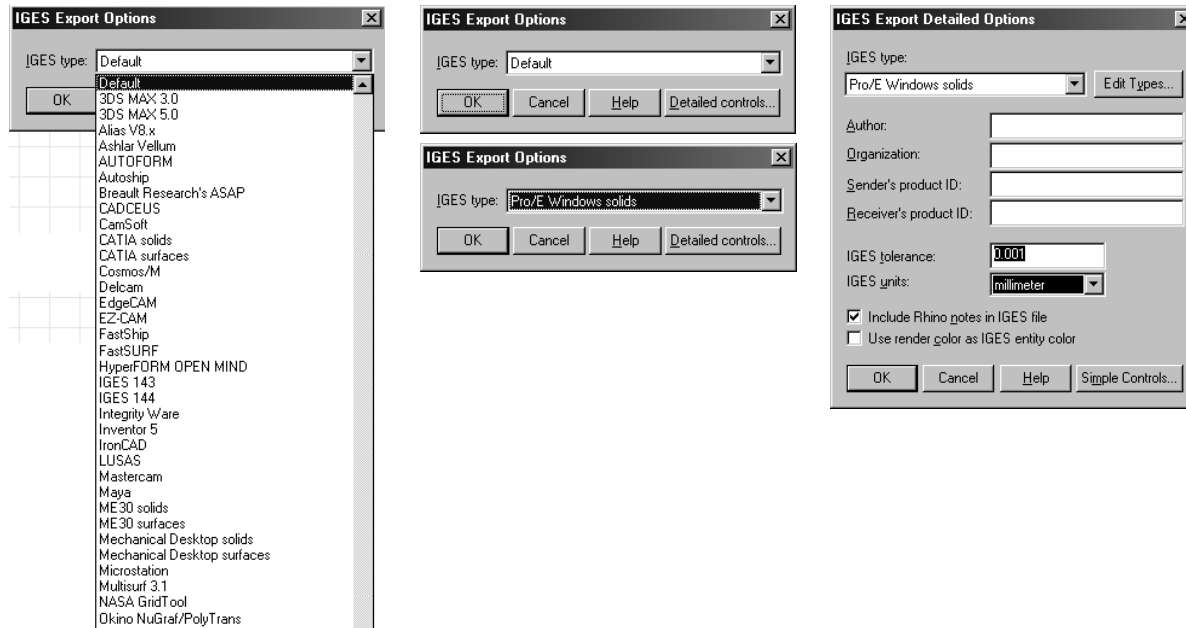 IGES Export Options
IGES type: Default
Default
3DS MAX 3.0
3DS MAX 5.0
Alias V8.x
Ashlar Vellum
AUTOFORM
Autoship
Breault Research's ASAP
CADCEUS
CamSoft
CATIA solids
CATIA surfaces
Cosmos/M
Delcam
EdgeCAM
EZ-CAM
FastShip
FastSURF
HyperFORM OPEN MIND
IGES 143
IGES 144
Integrity Ware
Inventor 5
IronCAD
LUSAS
Mastercam
Maya
ME30 solids
ME30 surfaces
Mechanical Desktop solids
Mechanical Desktop surfaces
Microstation
Multisurf 3.1
NASA GridTool
Okino NuGraf/PolyTrans
OK
IGES Export Options
IGES type: Default
OK Cancel Help Detailed controls...
IGES Export Options
IGES type: Pro/E Windows solids
OK Cancel Help Detailed controls...
IGES Export Detailed Options
IGES type:
Pro/E Windows solids Edit Types...
Author:
Organization:
Sender's product ID:
Receiver's product ID:
IGES tolerance: 0.001
IGES units: millimeter
Include Rhino notes in IGES file
Use render color as IGES entity color
OK Cancel Help Simple Controls...